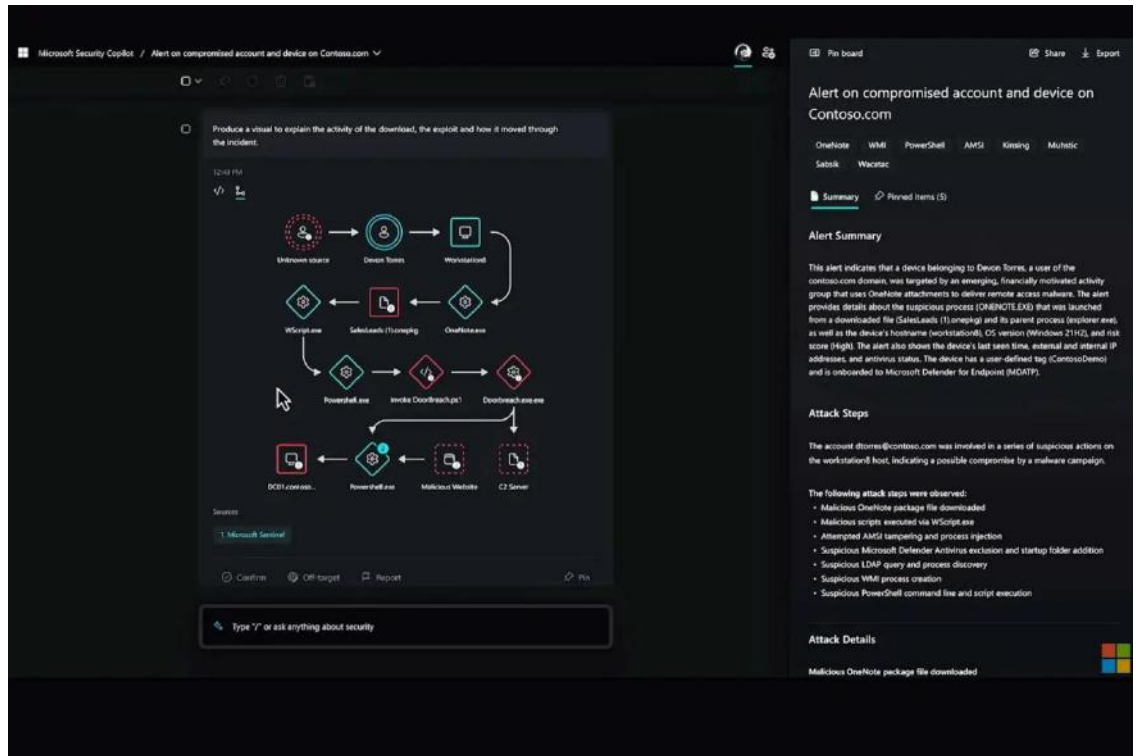 Microsoft Security Copilot / Alert on compromised account and device on Contoso.com
Produce a visual to explain the activity of the download, the exploit and how it moved through
the incident.
12:43 PM
Unknown source
Devon Torres
Workstation8
WScript.exe
SalesLeads (1).onepkg
OneNote.exe
Powershell.exe
Invoke Doorbreach.ps1
Doorbreach.exe.exe
DC01.contoso...
Powershell.exe
Malicious Website
C2 Server
Sources
1. Microsoft Sentinel
Confirm Off-target Report Pin
Type "/" or ask anything about security
Pin board Share Export
Alert on compromised account and device on
Contoso.com
OneNote WMI PowerShell AMSI Kinsing Muhstic
Sabsik Wacatac
Summary Pinned items (5)
Alert Summary
This alert indicates that a device belonging to Devon Torres, a user of the
contoso.com domain, was targeted by an emerging, financially motivated activity
group that uses OneNote attachments to deliver remote access malware. The alert
provides details about the suspicious process (ONENOTE.EXE) that was launched
from a downloaded file (SalesLeads (1).onepkg) and its parent process (explorer.exe),
as well as the device's hostname (workstation8), OS version (Windows 21H2), and risk
score (High). The alert also shows the device's last seen time, external and internal IP
addresses, and antivirus status. The device has a user-defined tag (ContosoDemo)
and is onboarded to Microsoft Defender for Endpoint (MDATP).
Attack Steps
The account dtorres@contoso.com was involved in a series of suspicious actions on
the workstation8 host, indicating a possible compromise by a malware campaign.
The following attack steps were observed:
• Malicious OneNote package file downloaded
• Malicious scripts executed via WScript.exe
• Attempted AMSI tampering and process injection
• Suspicious Microsoft Defender Antivirus exclusion and startup folder addition
• Suspicious LDAP query and process discovery
• Suspicious WMI process creation
• Suspicious PowerShell command line and script execution
Attack Details
Malicious OneNote package file downloaded